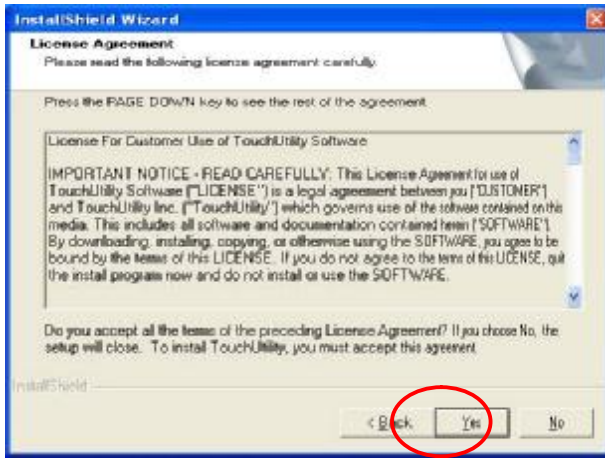 InstallShield Wizard
License Agreement
Please read the following license agreement carefully.
Press the PAGE DOWN key to see the rest of the agreement.
License For Customer Use of TouchUtility Software
IMPORTANT NOTICE - READ CAREFULLY: This License Agreement for use of
TouchUtility Software ("LICENSE") is a legal agreement between you ("CUSTOMER")
and TouchUtility Inc. ("TouchUtility") which governs use of the software contained on this
media. This includes all software and documentation contained herein ("SOFTWARE").
By downloading, installing, copying, or otherwise using the SOFTWARE, you agree to be
bound by the terms of this LICENSE. If you do not agree to the terms of this LICENSE, quit
the install program now and do not install or use the SOFTWARE.
Do you accept all the terms of the preceding License Agreement? If you choose No, the
setup will close. To install TouchUtility, you must accept this agreement.
InstallShield
< Back Yes No